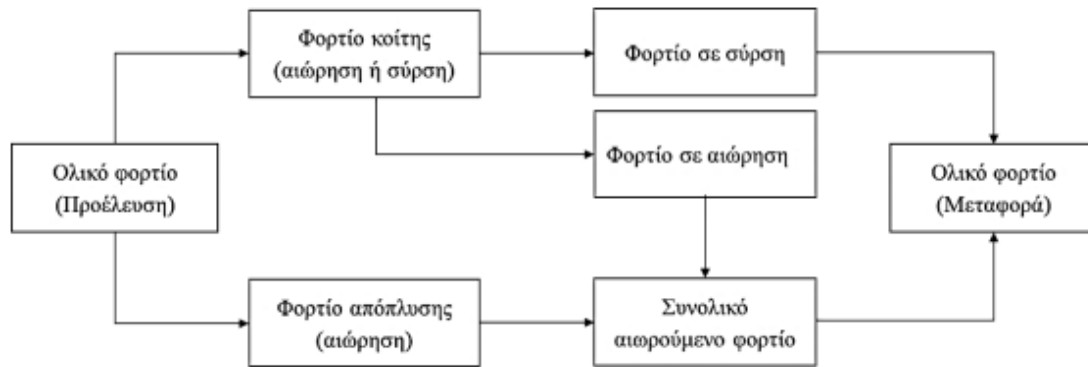 Φορτίο κοίτης
(αιώρηση ή σύρση)
Φορτίο σε σύρση
Φορτίο σε αιώρηση
Ολικό φορτίο
(Προέλευση)
Ολικό φορτίο
(Μεταφορά)
Φορτίο απόπλυσης
(αιώρηση)
Συνολικό
αιωρούμενο φορτίο